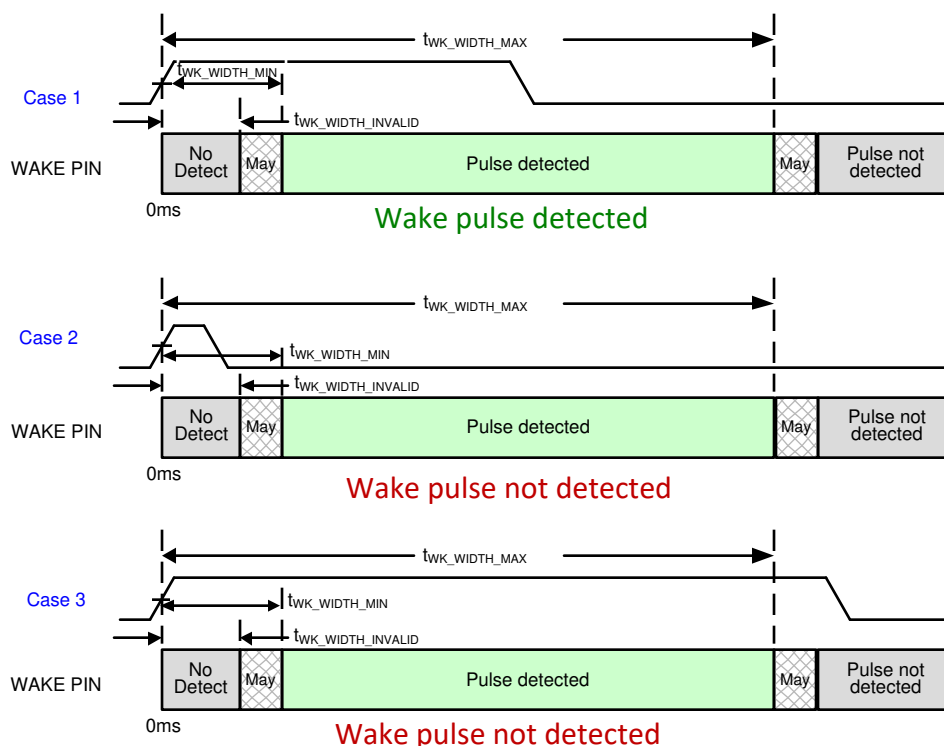 tWK_WIDTH_MAX
tWK_WIDTH_MIN
Case 1
tWK_WIDTH_INVALID
WAKE PIN
No Detect
May
Pulse detected
May
Pulse not detected
0ms
Wake pulse detected
tWK_WIDTH_MAX
Case 2
tWK_WIDTH_MIN
tWK_WIDTH_INVALID
WAKE PIN
No Detect
May
Pulse detected
May
Pulse not detected
0ms
Wake pulse not detected
tWK_WIDTH_MAX
Case 3
tWK_WIDTH_MIN
tWK_WIDTH_INVALID
WAKE PIN
No Detect
May
Pulse detected
May
Pulse not detected
0ms
Wake pulse not detected